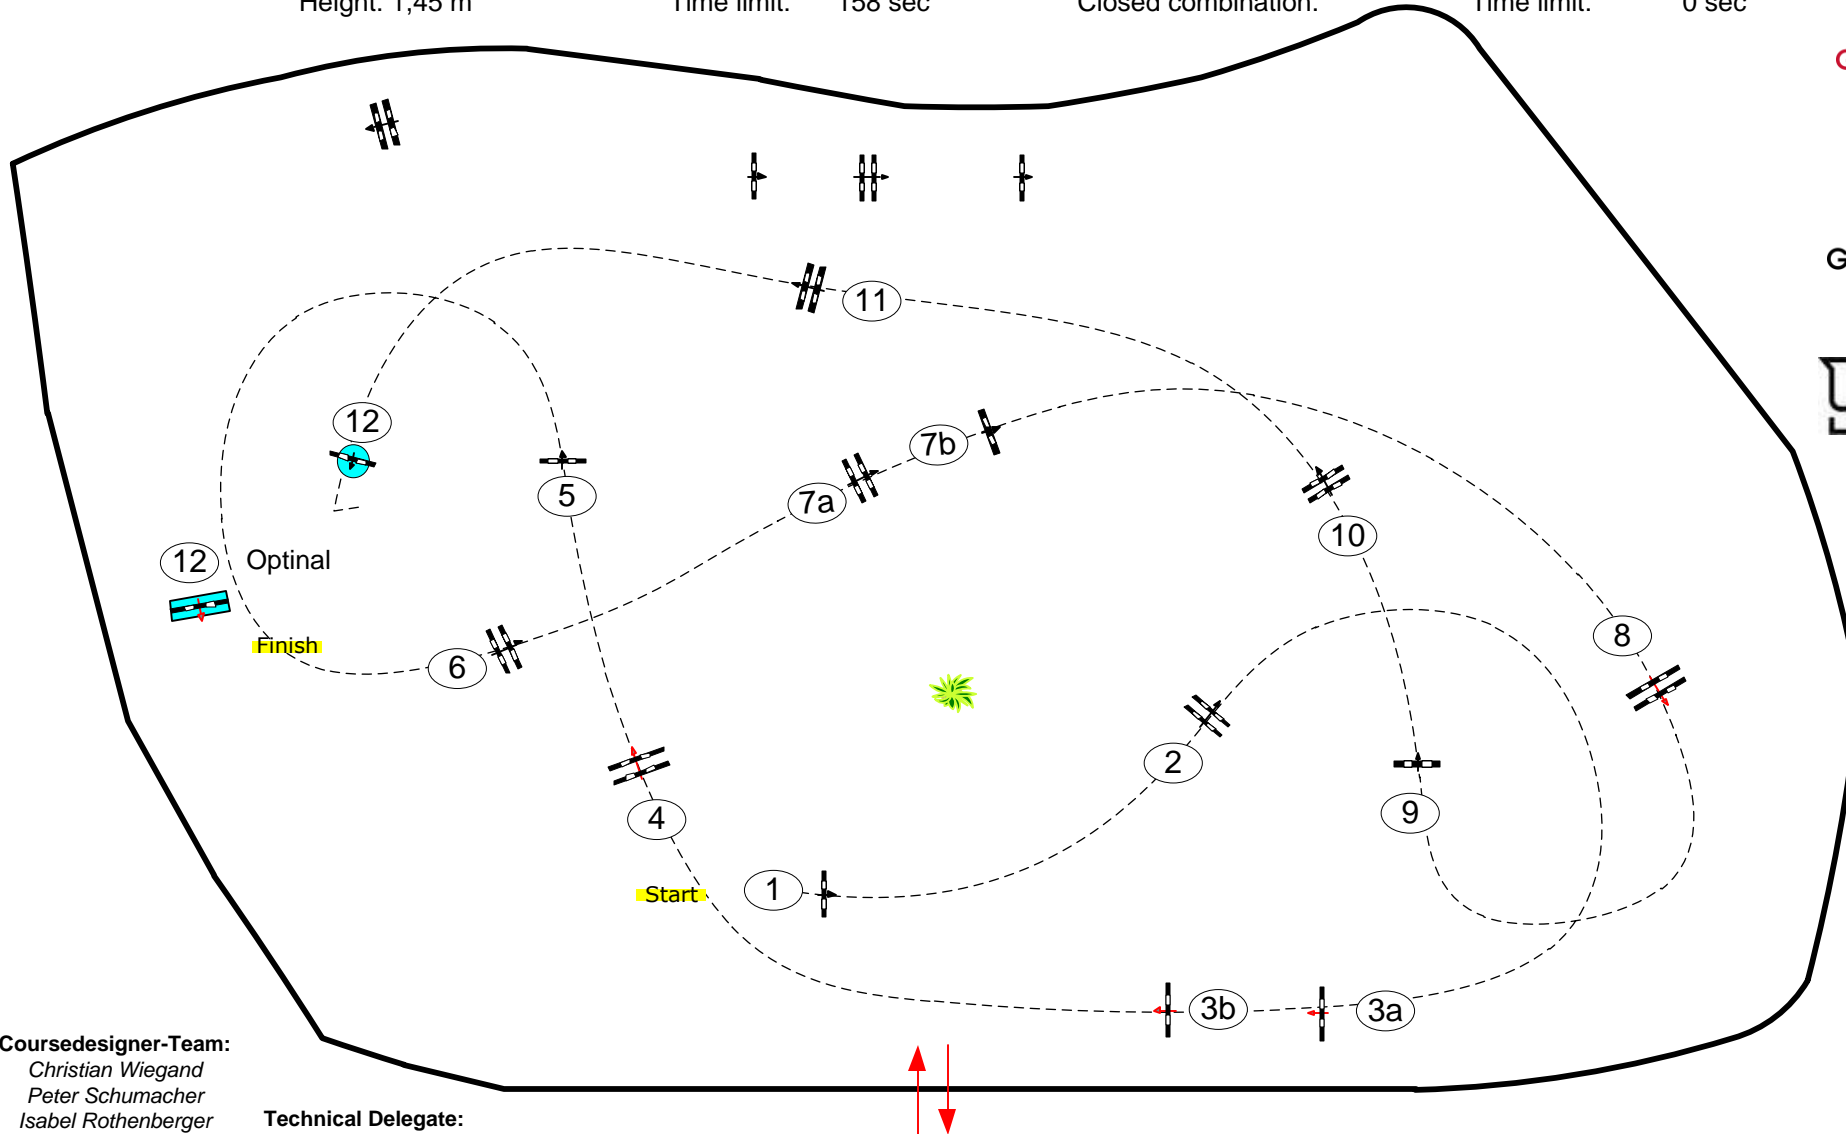 Height: 1,45 m Time limit: 158 sec Closed combination: Time limit: 0 sec
11
12
7b
5
7a
10
12 Optinal
8
Finish
6
2
9
4
1
Start
3b
3a
Coursedesigner-Team:
Christian Wiegand
Peter Schumacher
Isabel Rothenberger
Technical Delegate: